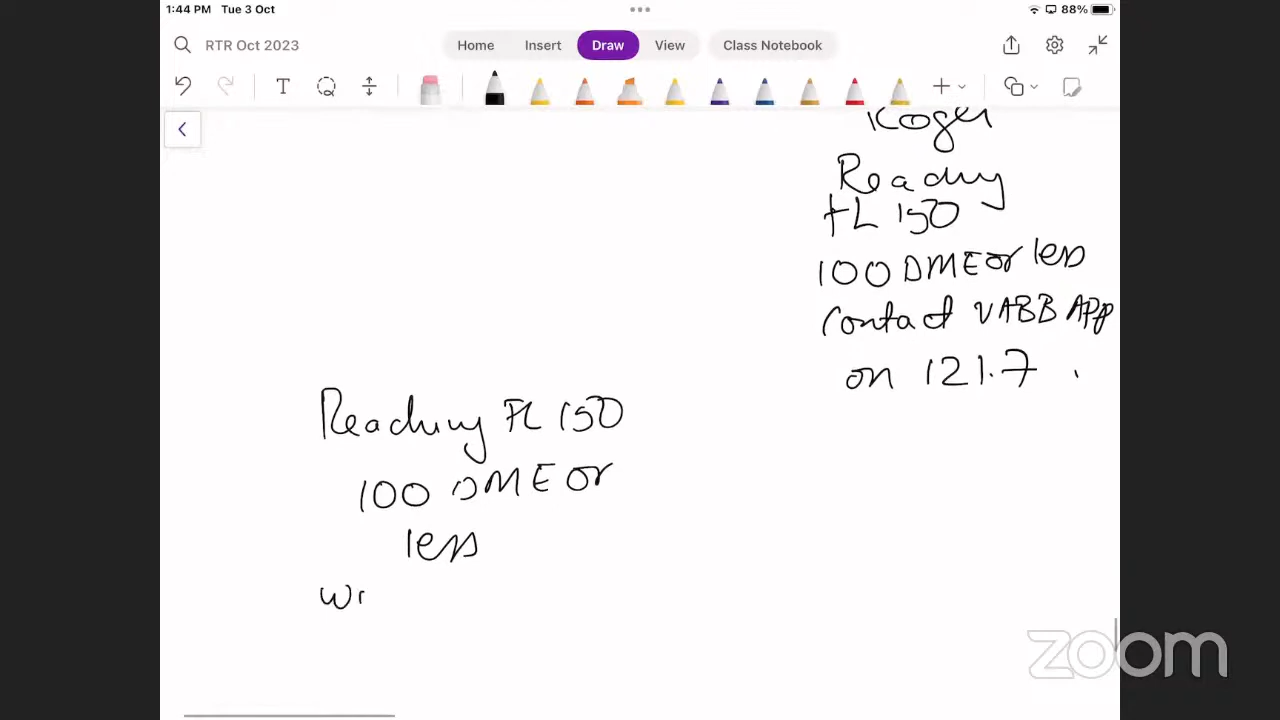 1:44 PM Tue 3 Oct
88%
RTR Oct 2023
Home Insert Draw View Class Notebook
T
Roger
Reaching
FL 150
100 DME or less
contact VABB APP
on 121.7
Reaching FL 150
100 DME or
less
wi
zoom